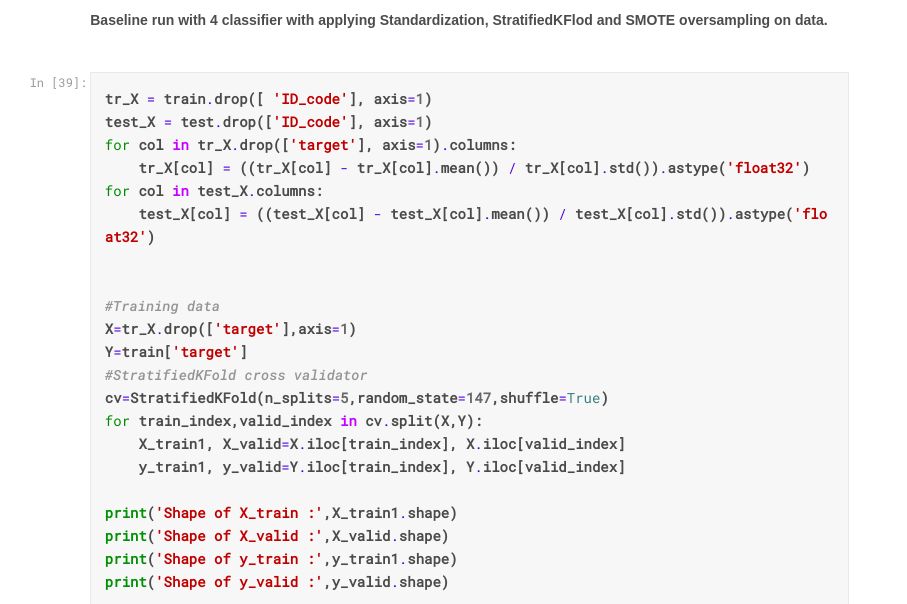 Baseline run with 4 classifier with applying Standardization, StratifiedKFlod and SMOTE oversampling on data.
In [39]:
tr_X = train.drop([ 'ID_code'], axis=1)
test_X = test.drop(['ID_code'], axis=1)
for col in tr_X.drop(['target'], axis=1).columns:
    tr_X[col] = ((tr_X[col] - tr_X[col].mean()) / tr_X[col].std()).astype('float32')
for col in test_X.columns:
    test_X[col] = ((test_X[col] - test_X[col].mean()) / test_X[col].std()).astype('flo
at32')
#Training data
X=tr_X.drop(['target'],axis=1)
Y=train['target']
#StratifiedKFold cross validator
cv=StratifiedKFold(n_splits=5,random_state=147,shuffle=True)
for train_index,valid_index in cv.split(X,Y):
    X_train1, X_valid=X.iloc[train_index], X.iloc[valid_index]
    y_train1, y_valid=Y.iloc[train_index], Y.iloc[valid_index]
print('Shape of X_train :',X_train1.shape)
print('Shape of X_valid :',X_valid.shape)
print('Shape of y_train :',y_train1.shape)
print('Shape of y_valid :',y_valid.shape)